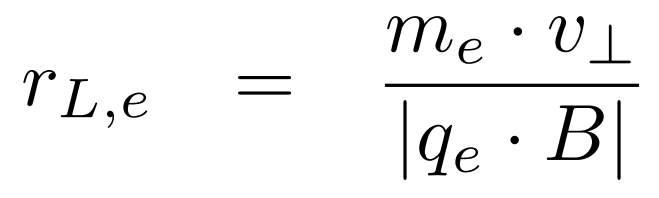 r_{L,e} = \frac{m_e \cdot v_\perp}{|q_e \cdot B|}